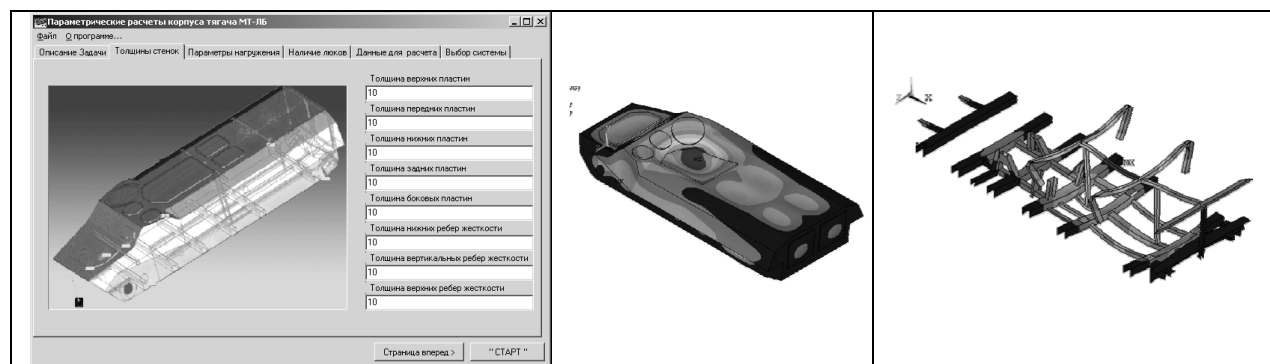 Параметрические расчеты корпуса тягача МТ-ЛБ
Файл О программе...
Описание Задачи Толщины стенок Параметры нагружения Наличие люков Данные для расчета Выбор системы
Толщина верхних пластин
10
Толщина передних пластин
10
Толщина нижних пластин
10
Толщина задних пластин
10
Толщина боковых пластин
10
Толщина нижних ребер жесткости
10
Толщина вертикальных ребер жесткости
10
Толщина верхних ребер жесткости
10
Страница вперед > "СТАРТ"
X